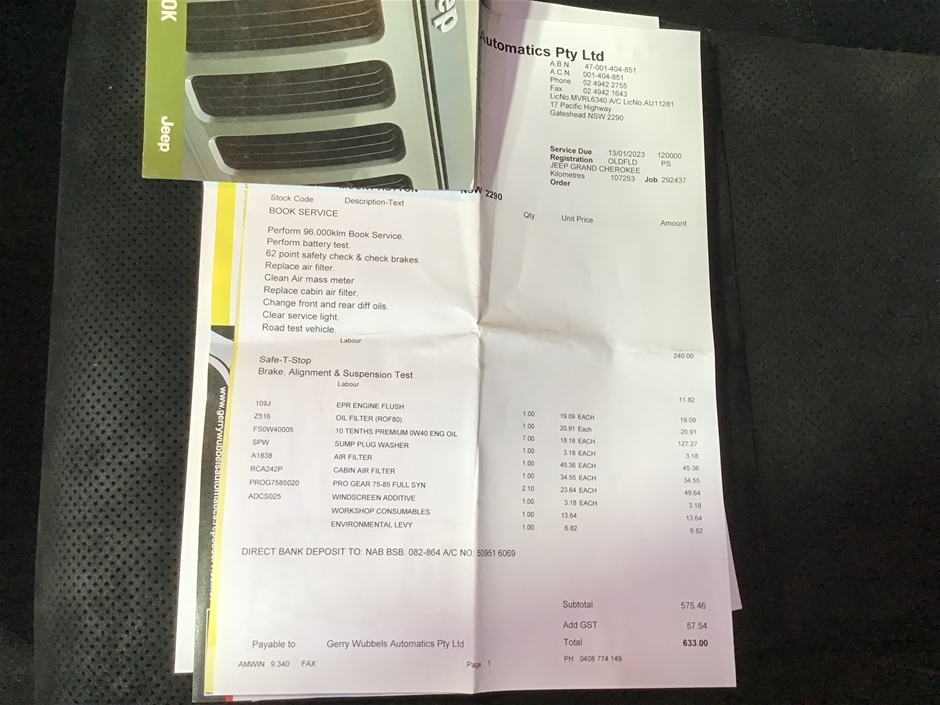 OK
Jeep
Jeep
Automatics Pty Ltd
A.B.N. 47-001-404-851
A.C.N. 001-404-851
Phone 02 4942 2755
Fax 02 4942 1643
LicNo.MVRL6340 A/C LicNo.AU11281
17 Pacific Highway
Gateshead NSW 2290
Service Due 13/01/2023 120000
Registration OLDFLD PS
JEEP GRAND CHEROKEE
Kilometres 107253 Job 292437
Order
NSW 2290
Stock Code Description-Text Qty Unit Price Amount
BOOK SERVICE
Perform 96,000klm Book Service.
Perform battery test.
62 point safety check & check brakes.
Replace air filter.
Clean Air mass meter
Replace cabin air filter.
Change front and rear diff oils.
Clear service light.
Road test vehicle.
Labour 240.00
Safe-T-Stop
Brake, Alignment & Suspension Test
Labour 11.82
109J EPR ENGINE FLUSH 1.00 19.09 EACH 19.09
Z516 OIL FILTER (ROF80) 1.00 20.91 Each 20.91
FS0W40005 10 TENTHS PREMIUM 0W40 ENG OIL 7.00 18.18 EACH 127.27
SPW SUMP PLUG WASHER 1.00 3.18 EACH 3.18
A1838 AIR FILTER 1.00 45.36 EACH 45.36
RCA242P CABIN AIR FILTER 1.00 34.55 EACH 34.55
PROG7585020 PRO GEAR 75-85 FULL SYN 2.10 23.64 EACH 49.64
ADCS025 WINDSCREEN ADDITIVE 1.00 3.18 EACH 3.18
WORKSHOP CONSUMABLES 1.00 13.64 13.64
ENVIRONMENTAL LEVY 1.00 6.82 6.82
DIRECT BANK DEPOSIT TO: NAB BSB: 082-864 A/C NO: 50951 6069
Subtotal 575.46
Add GST 57.54
Payable to Gerry Wubbels Automatics Pty Ltd Total 633.00
AMWIN 9.340 FAX Page 1 PH 0408 774 149